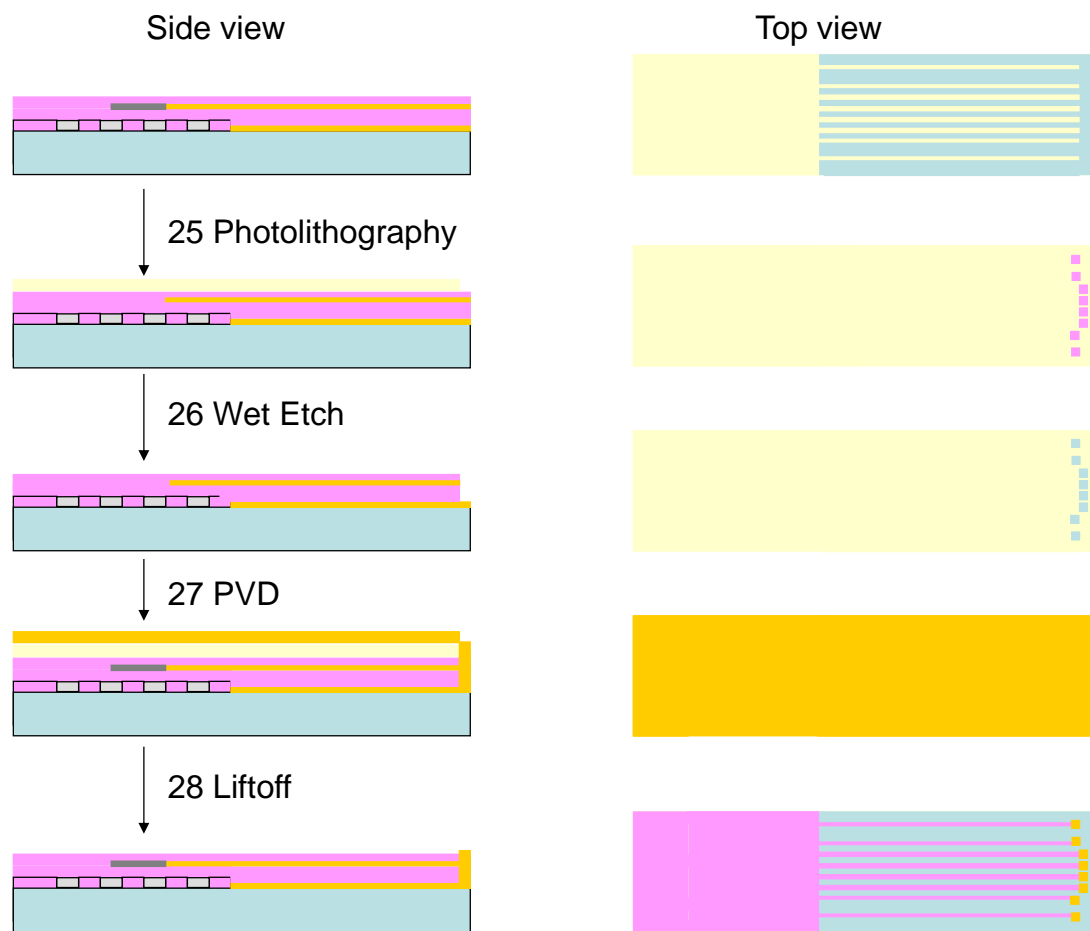 Side view
Top view
25 Photolithography
26 Wet Etch
27 PVD
28 Liftoff